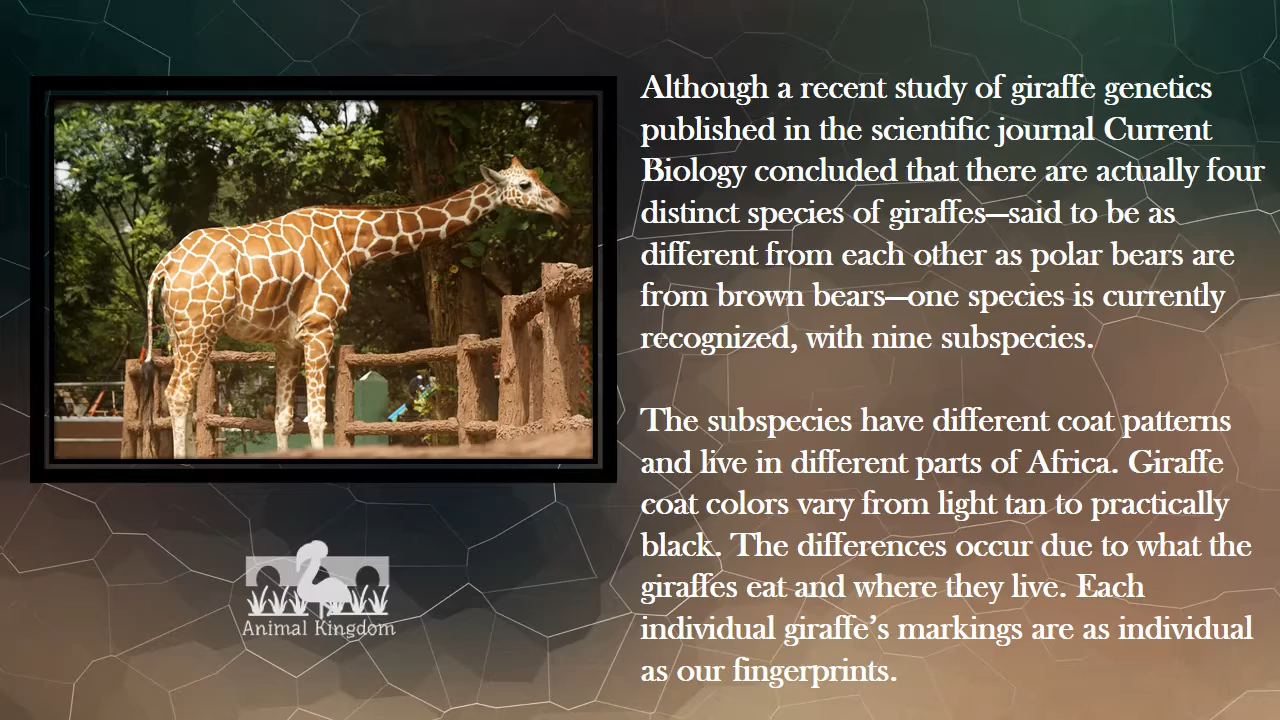 Although a recent study of giraffe genetics
published in the scientific journal Current
Biology concluded that there are actually four
distinct species of giraffes—said to be as
different from each other as polar bears are
from brown bears—one species is currently
recognized, with nine subspecies.
The subspecies have different coat patterns
and live in different parts of Africa. Giraffe
coat colors vary from light tan to practically
black. The differences occur due to what the
giraffes eat and where they live. Each
individual giraffe’s markings are as individual
as our fingerprints.
Animal Kingdom